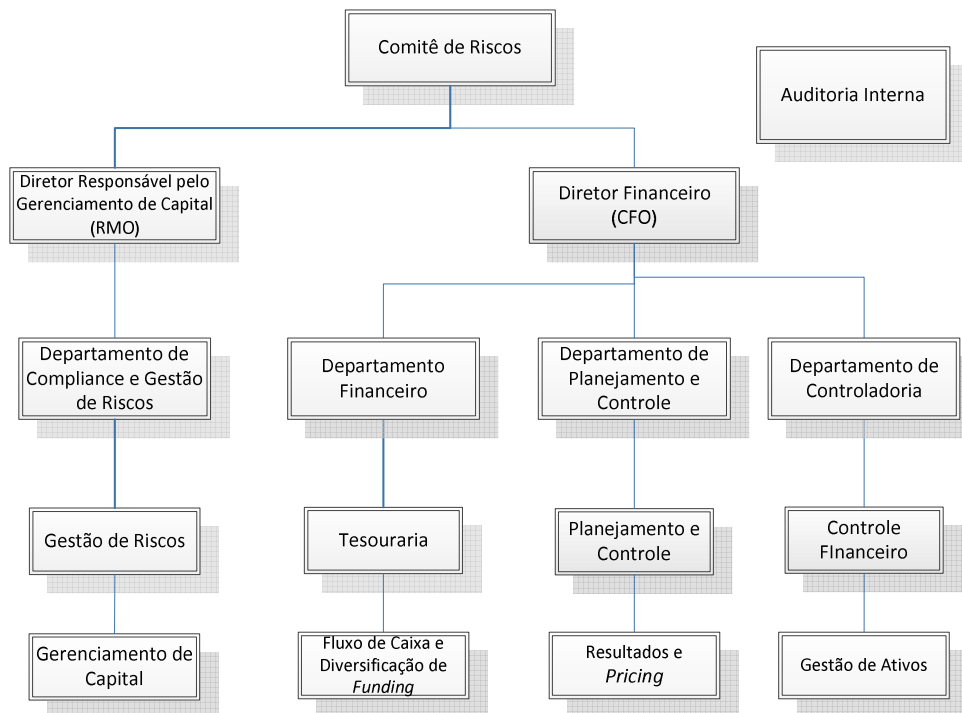 Comitê de Riscos
Auditoria Interna
Diretor Responsável pelo
Gerenciamento de Capital
(RMO)
Diretor Financeiro
(CFO)
Departamento de
Compliance e Gestão
de Riscos
Departamento
Financeiro
Departamento de
Planejamento e
Controle
Departamento de
Controladoria
Gestão de Riscos
Tesouraria
Planejamento e
Controle
Controle
FInanceiro
Gerenciamento de
Capital
Fluxo de Caixa e
Diversificação de
Funding
Resultados e
Pricing
Gestão de Ativos